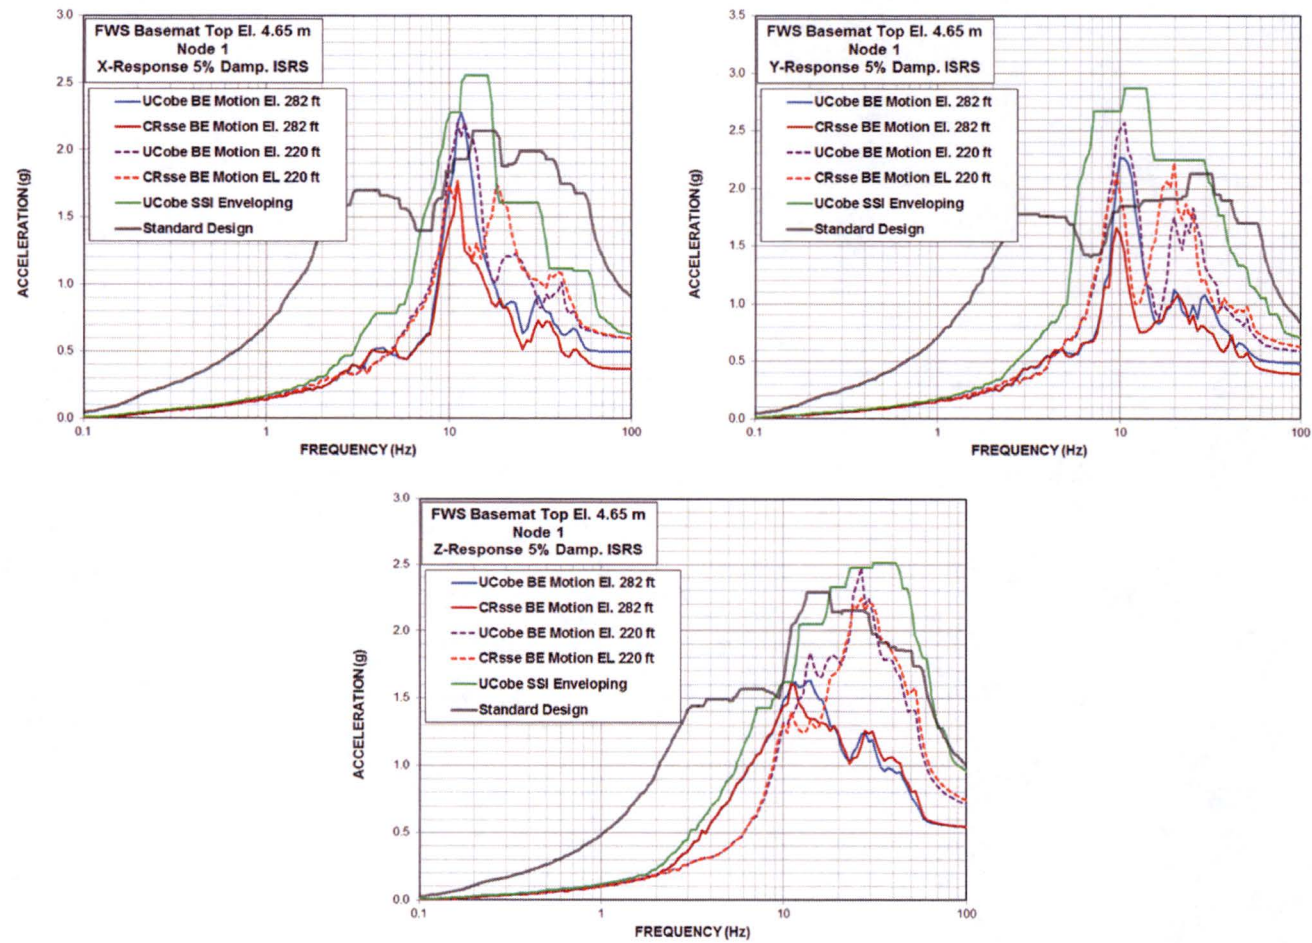 FWS Basemat Top El. 4.65 m
Node 1
X-Response 5% Damp. ISRS
UCobe BE Motion El. 282 ft
CRsse BE Motion El. 282 ft
UCobe BE Motion El. 220 ft
CRsse BE Motion EL 220 ft
UCobe SSI Enveloping
Standard Design
3.0
2.5
2.0
1.5
1.0
0.5
0.0
ACCELERATION(g)
0.1 1 10 100
FREQUENCY (Hz)
FWS Basemat Top El. 4.65 m
Node 1
Y-Response 5% Damp. ISRS
UCobe BE Motion El. 282 ft
CRsse BE Motion El. 282 ft
UCobe BE Motion El. 220 ft
CRsse BE Motion EL 220 ft
UCobe SSI Enveloping
Standard Design
3.5
3.0
2.5
2.0
1.5
1.0
0.5
0.0
ACCELERATION(g)
0.1 1 10 100
FREQUENCY (Hz)
FWS Basemat Top El. 4.65 m
Node 1
Z-Response 5% Damp. ISRS
UCobe BE Motion El. 282 ft
CRsse BE Motion El. 282 ft
UCobe BE Motion El. 220 ft
CRsse BE Motion EL 220 ft
UCobe SSI Enveloping
Standard Design
3.0
2.5
2.0
1.5
1.0
0.5
0.0
ACCELERATION(g)
0.1 1 10 100
FREQUENCY (Hz)